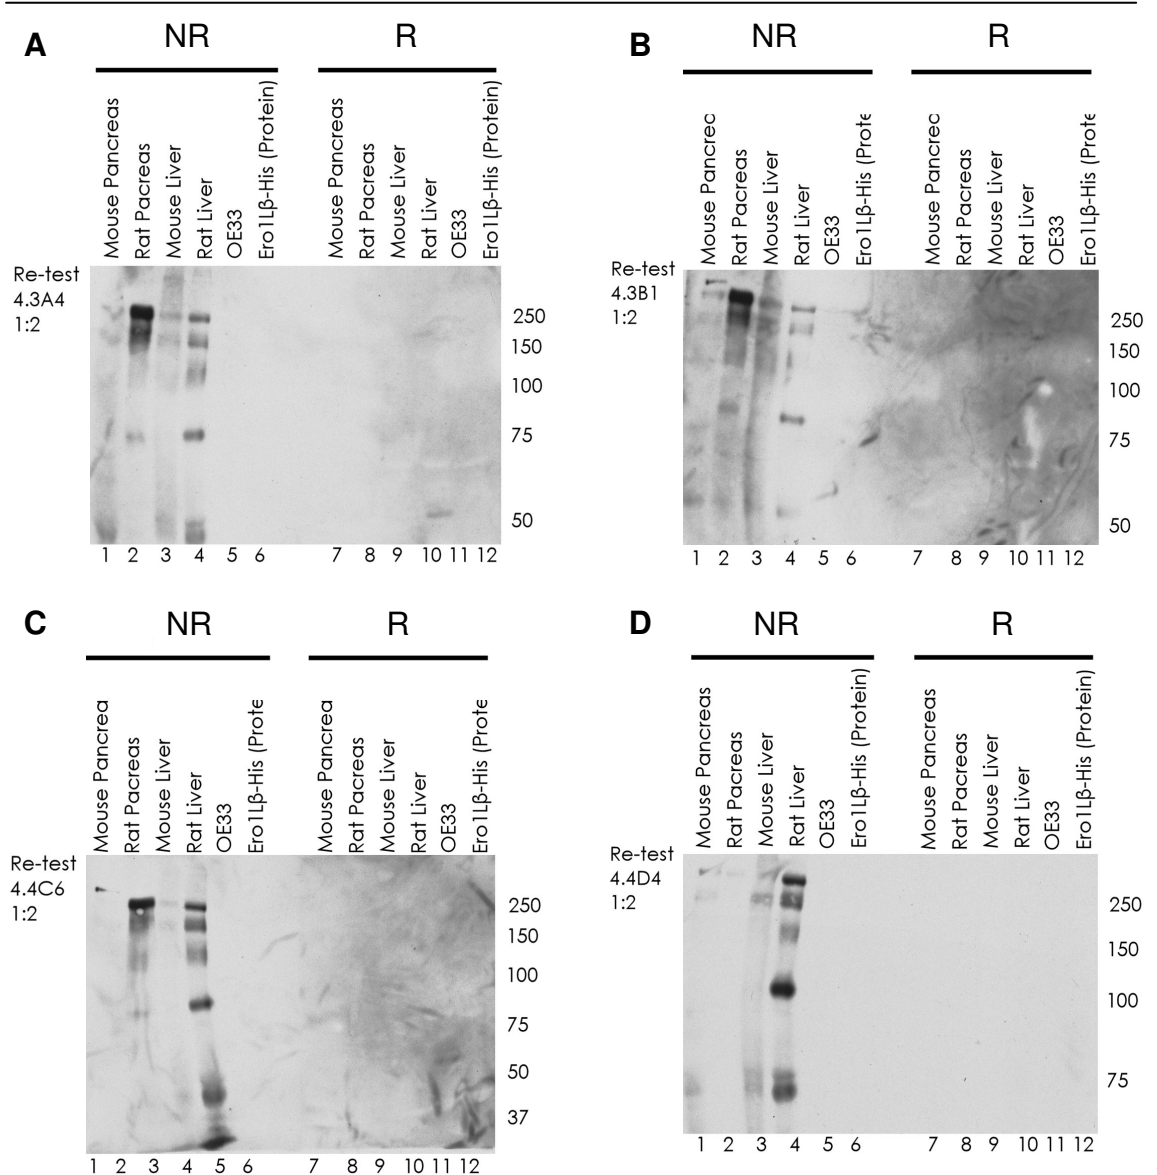 A
NR
R
Mouse Pancreas
Rat Pacreas
Mouse Liver
Rat Liver
OE33
Ero1Lβ-His (Protein)
Mouse Pancreas
Rat Pacreas
Mouse Liver
Rat Liver
OE33
Ero1Lβ-His (Protein)
Re-test
4.3A4
1:2
250
150
100
75
50
1 2 3 4 5 6 7 8 9 10 11 12
B
NR
R
Mouse Pancrec
Rat Pacreas
Mouse Liver
Rat Liver
OE33
Ero1Lβ-His (Prote
Mouse Pancrec
Rat Pacreas
Mouse Liver
Rat Liver
OE33
Ero1Lβ-His (Prote
Re-test
4.3B1
1:2
250
150
100
75
50
1 2 3 4 5 6 7 8 9 10 11 12
C
NR
R
Mouse Pancrea
Rat Pacreas
Mouse Liver
Rat Liver
OE33
Ero1Lβ-His (Prote
Mouse Pancrea
Rat Pacreas
Mouse Liver
Rat Liver
OE33
Ero1Lβ-His (Prote
Re-test
4.4C6
1:2
250
150
100
75
50
37
1 2 3 4 5 6 7 8 9 10 11 12
D
NR
R
Mouse Pancreas
Rat Pacreas
Mouse Liver
Rat Liver
OE33
Ero1Lβ-His (Protein)
Mouse Pancreas
Rat Pacreas
Mouse Liver
Rat Liver
OE33
Ero1Lβ-His (Protein)
Re-test
4.4D4
1:2
250
150
100
75
1 2 3 4 5 6 7 8 9 10 11 12